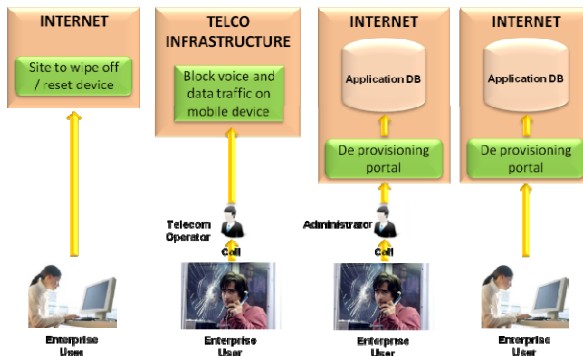 INTERNET
Site to wipe off
/ reset device
Enterprise
User
TELCO
INFRASTRUCTURE
Block voice and
data traffic on
mobile device
Telecom
Operator
Call
Enterprise
User
INTERNET
Application DB
De provisioning
portal
Administrator
Call
Enterprise
User
INTERNET
Application DB
De provisioning
portal
Enterprise
User